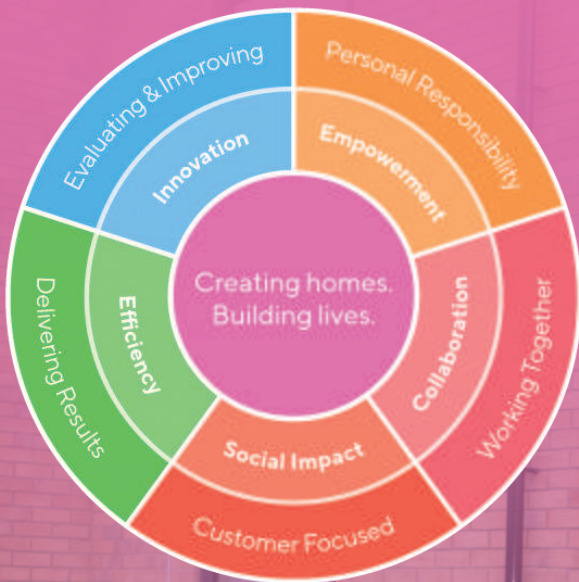 Evaluating & Improving
Personal Responsibility
Innovation
Empowerment
Creating homes.
Building lives.
Delivering Results
Efficiency
Collaboration
Working Together
Social Impact
Customer Focused